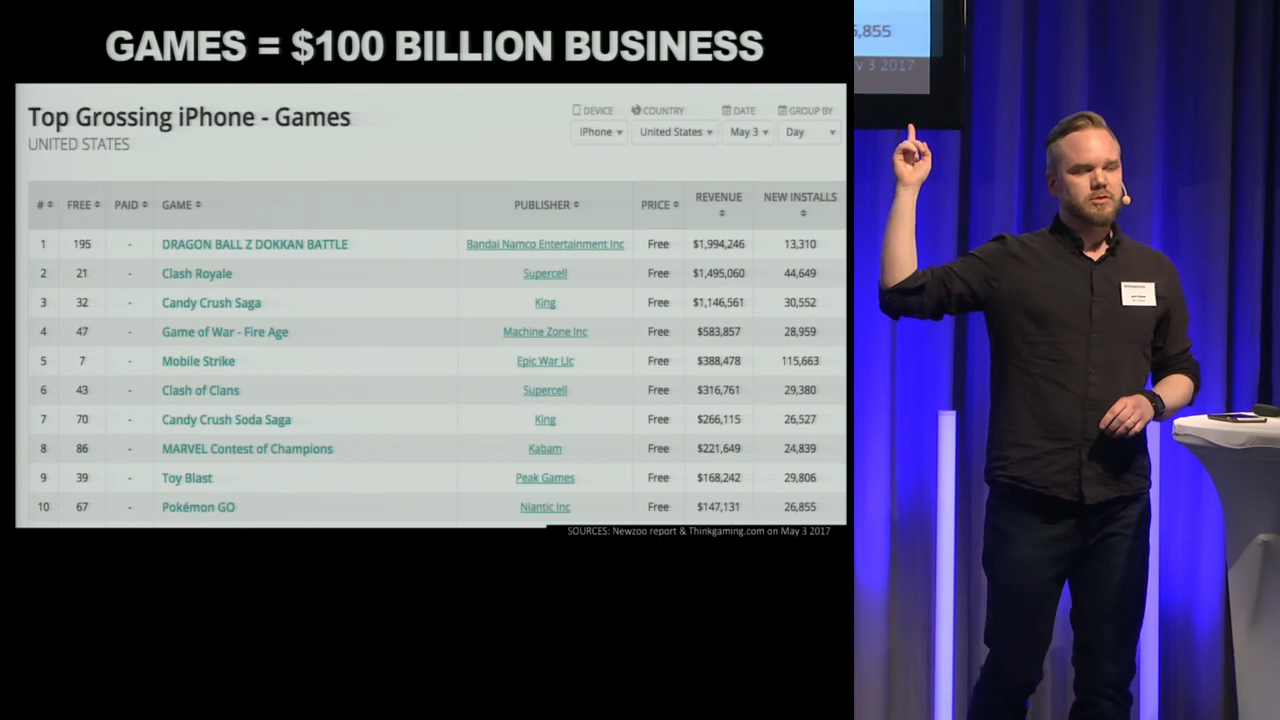 GAMES = $100 BILLION BUSINESS
Top Grossing iPhone - Games
UNITED STATES
DEVICE COUNTRY DATE GROUP BY
iPhone United States May 3 Day
# FREE PAID GAME PUBLISHER PRICE REVENUE NEW INSTALLS
1 195 - DRAGON BALL Z DOKKAN BATTLE Bandai Namco Entertainment Inc Free $1,994,246 13,310
2 21 - Clash Royale Supercell Free $1,495,060 44,649
3 32 - Candy Crush Saga King Free $1,146,561 30,552
4 47 - Game of War - Fire Age Machine Zone Inc Free $583,857 28,959
5 7 - Mobile Strike Epic War Llc Free $388,478 115,663
6 43 - Clash of Clans Supercell Free $316,761 29,380
7 70 - Candy Crush Soda Saga King Free $266,115 26,527
8 86 - MARVEL Contest of Champions Kabam Free $221,649 24,839
9 39 - Toy Blast Peak Games Free $168,242 29,806
10 67 - Pokémon GO Niantic Inc Free $147,131 26,855
SOURCES: Newzoo report & Thinkgaming.com on May 3 2017
,855
y 3 2017